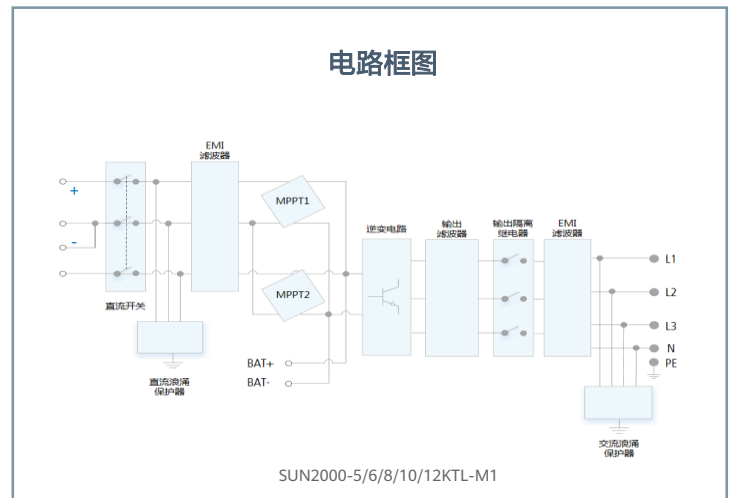 电路框图
EMI
滤波器
+
-
MPPT1
MPPT2
直流开关
直流浪涌
保护器
BAT+
BAT-
逆变电路
输出
滤波器
输出隔离
继电器
EMI
滤波器
L1
L2
L3
N
PE
交流浪涌
保护器
SUN2000-5/6/8/10/12KTL-M1